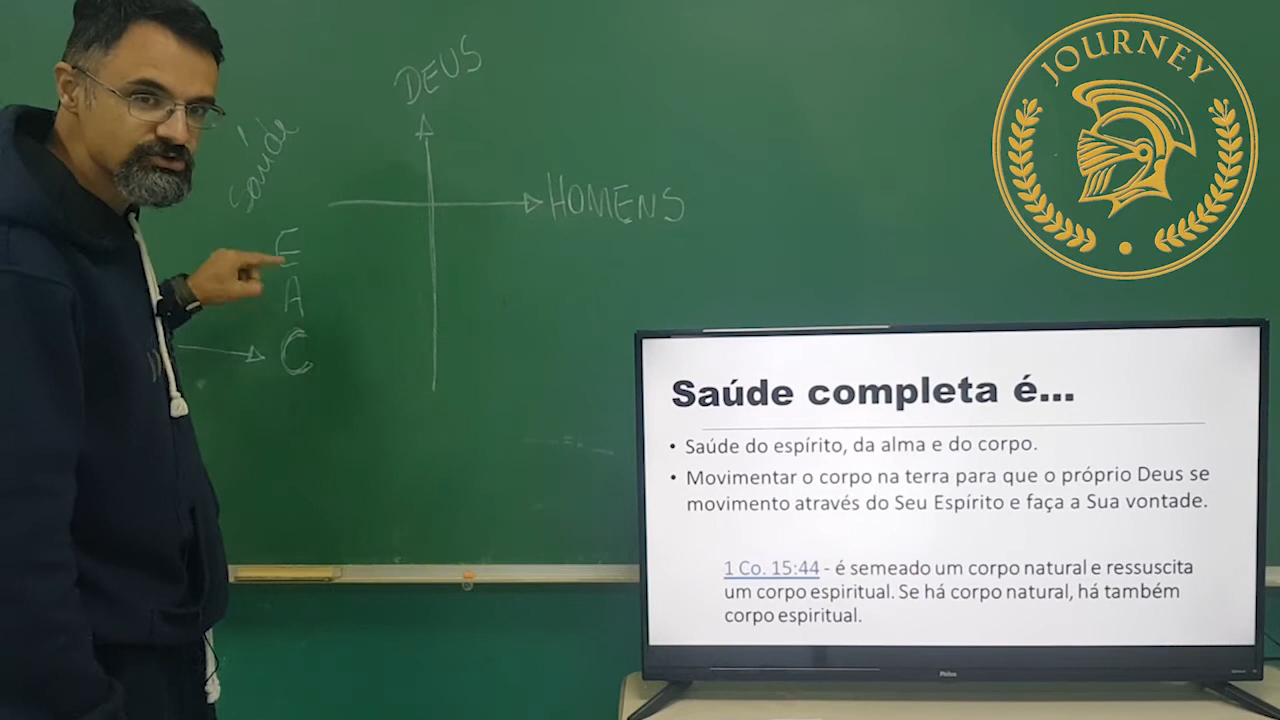 JOURNEY
DEUS
saúde
HOMENS
E
A
C
Saúde completa é...
• Saúde do espírito, da alma e do corpo.
• Movimentar o corpo na terra para que o próprio Deus se
movimento através do Seu Espírito e faça a Sua vontade.
1 Co. 15:44 - é semeado um corpo natural e ressuscita
um corpo espiritual. Se há corpo natural, há também
corpo espiritual.
Philco